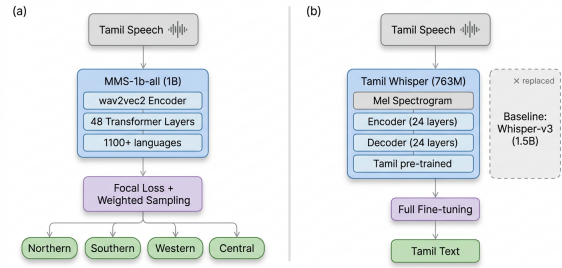 (a)
Tamil Speech
MMS-1b-all (1B)
wav2vec2 Encoder
48 Transformer Layers
1100+ languages
Focal Loss +
Weighted Sampling
Northern
Southern
Western
Central
(b)
Tamil Speech
Tamil Whisper (763M)
Mel Spectrogram
Encoder (24 layers)
Decoder (24 layers)
Tamil pre-trained
× replaced
Baseline:
Whisper-v3
(1.5B)
Full Fine-tuning
Tamil Text